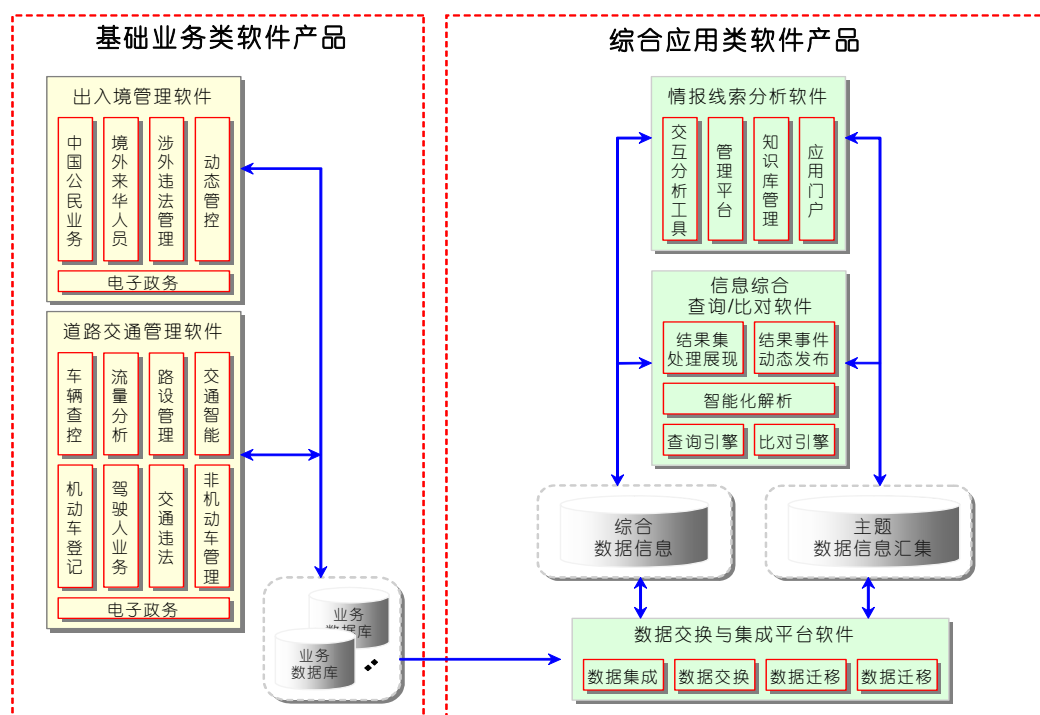 基础业务类软件产品
出入境管理软件
中国公民业务
境外来华人员
涉外违法管理
动态管控
电子政务
道路交通管理软件
车辆查控
流量分析
路设管理
交通智能
机动车登记
驾驶人业务
交通违法
非机动车管理
电子政务
业务
数据库
业务
数据库
综合应用类软件产品
情报线索分析软件
交互分析工具
管理平台
知识库管理
应用门户
信息综合
查询/比对软件
结果集
处理展现
结果事件
动态发布
智能化解析
查询引擎
比对引擎
综合
数据信息
主题
数据信息汇集
数据交换与集成平台软件
数据集成
数据交换
数据迁移
数据迁移